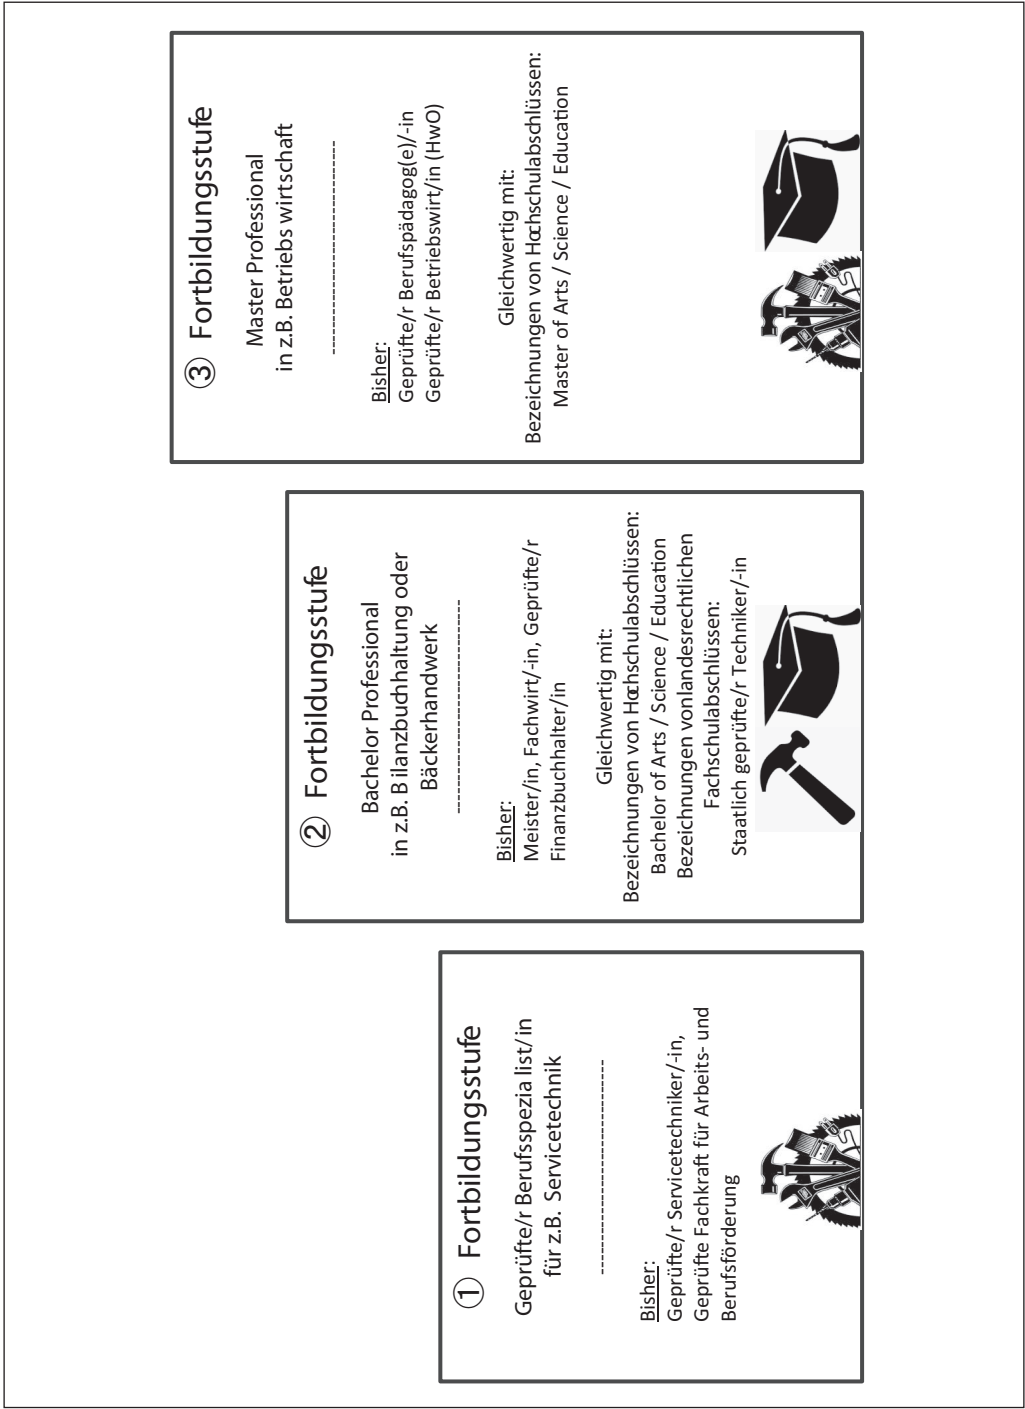 ① Fortbildungsstufe
Geprüfte/r Berufsspezia list/in
für z.B. Servicetechnik
------------------------------------
Bisher:
Geprüfte/r Servicetechniker/-in,
Geprüfte Fachkraft für Arbeits- und
Berufsförderung
② Fortbildungsstufe
Bachelor Professional
in z.B. B ilanzbuchhaltung oder
Bäckerhandwerk
------------------------------------
Bisher:
Meister/in, Fachwirt/-in, Geprüfte/r
Finanzbuchhalter/in
Gleichwertig mit:
Bezeichnungen von Hochschulabschlüssen:
Bachelor of Arts / Science / Education
Bezeichnungen vonlandesrechtlichen
Fachschulabschlüssen:
Staatlich geprüfte/r Techniker/-in
③ Fortbildungsstufe
Master Professional
in z.B. Betriebs wirtschaft
------------------------------------
Bisher:
Geprüfte/r Berufspädagog(e)/-in
Geprüfte/r Betriebswirt/in (HwO)
Gleichwertig mit:
Bezeichnungen von Hochschulabschlüssen:
Master of Arts / Science / Education